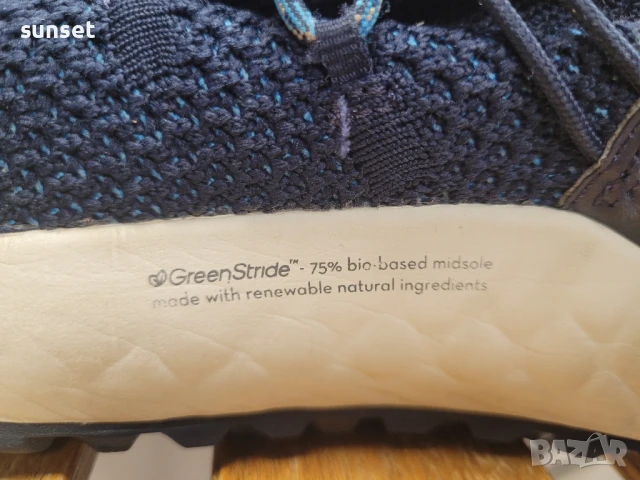 sunset
GreenStride™ - 75% bio-based midsole
made with renewable natural ingredients
BAZAR